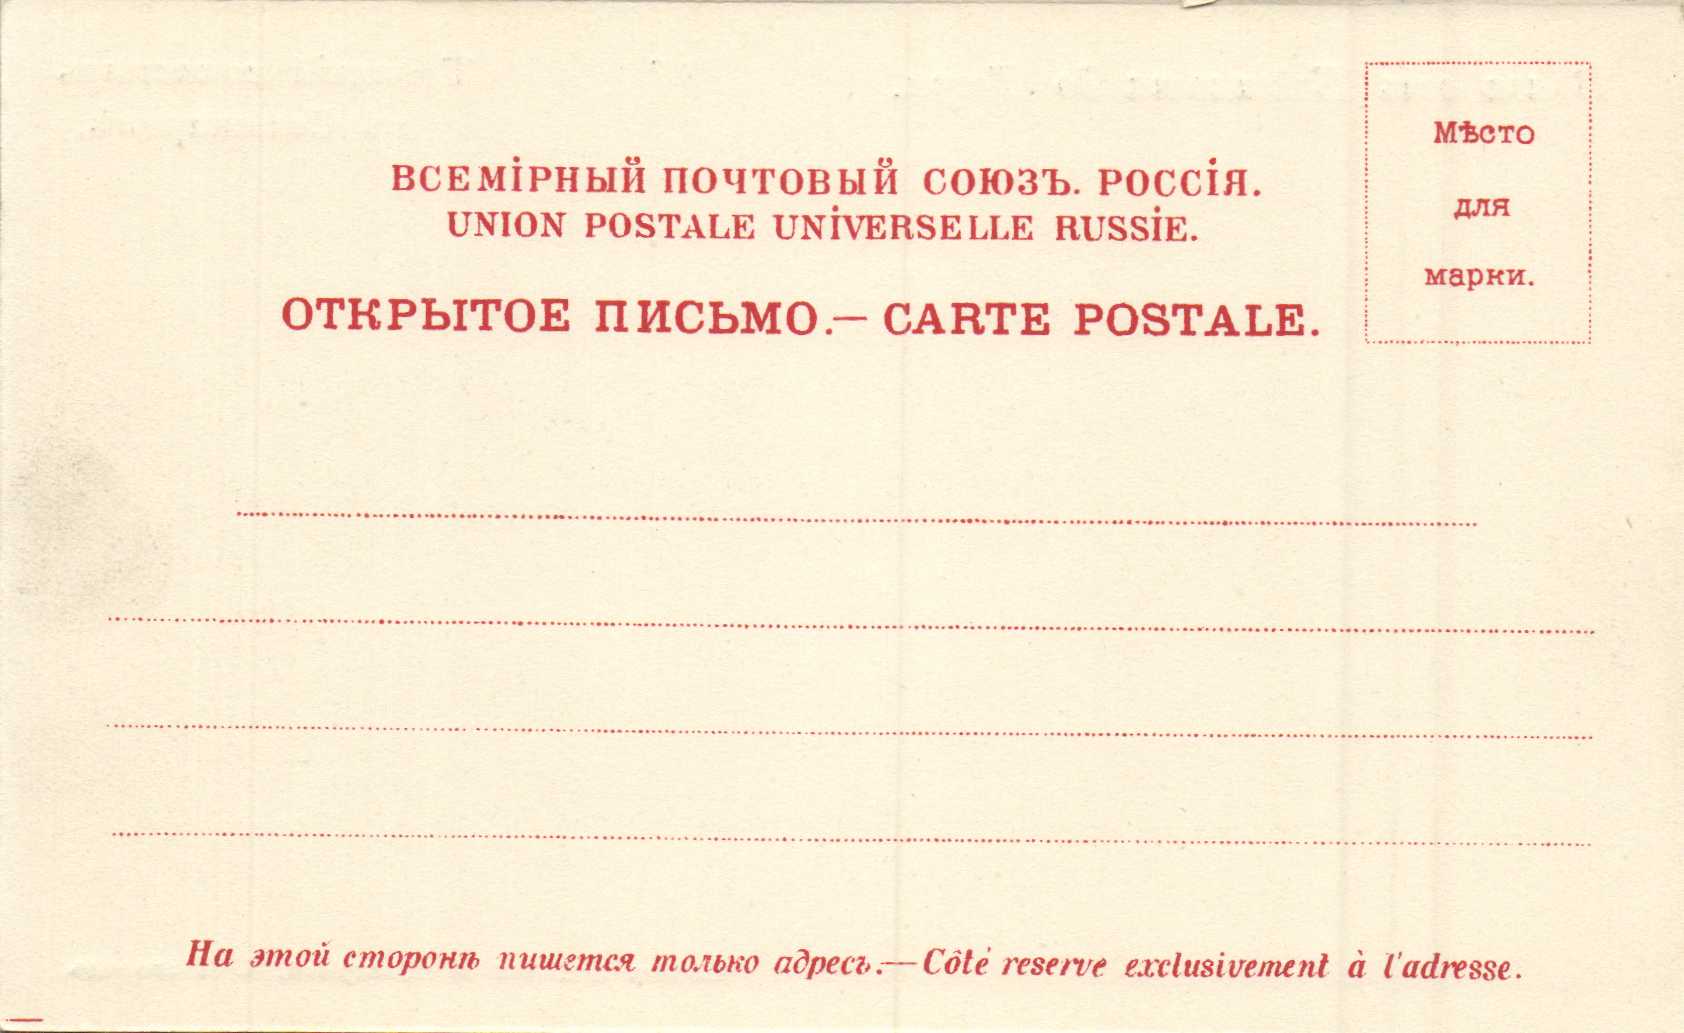 ВСЕМІРНЫЙ ПОЧТОВЫЙ СОЮЗЪ. РОССІЯ.
UNION POSTALE UNIVERSELLE RUSSIE.
ОТКРЫТОЕ ПИСЬМО.— CARTE POSTALE.
Мѣсто
для
марки.
На этой сторонѣ пишется только адресъ.— Côté reserve exclusivement à l'adresse.